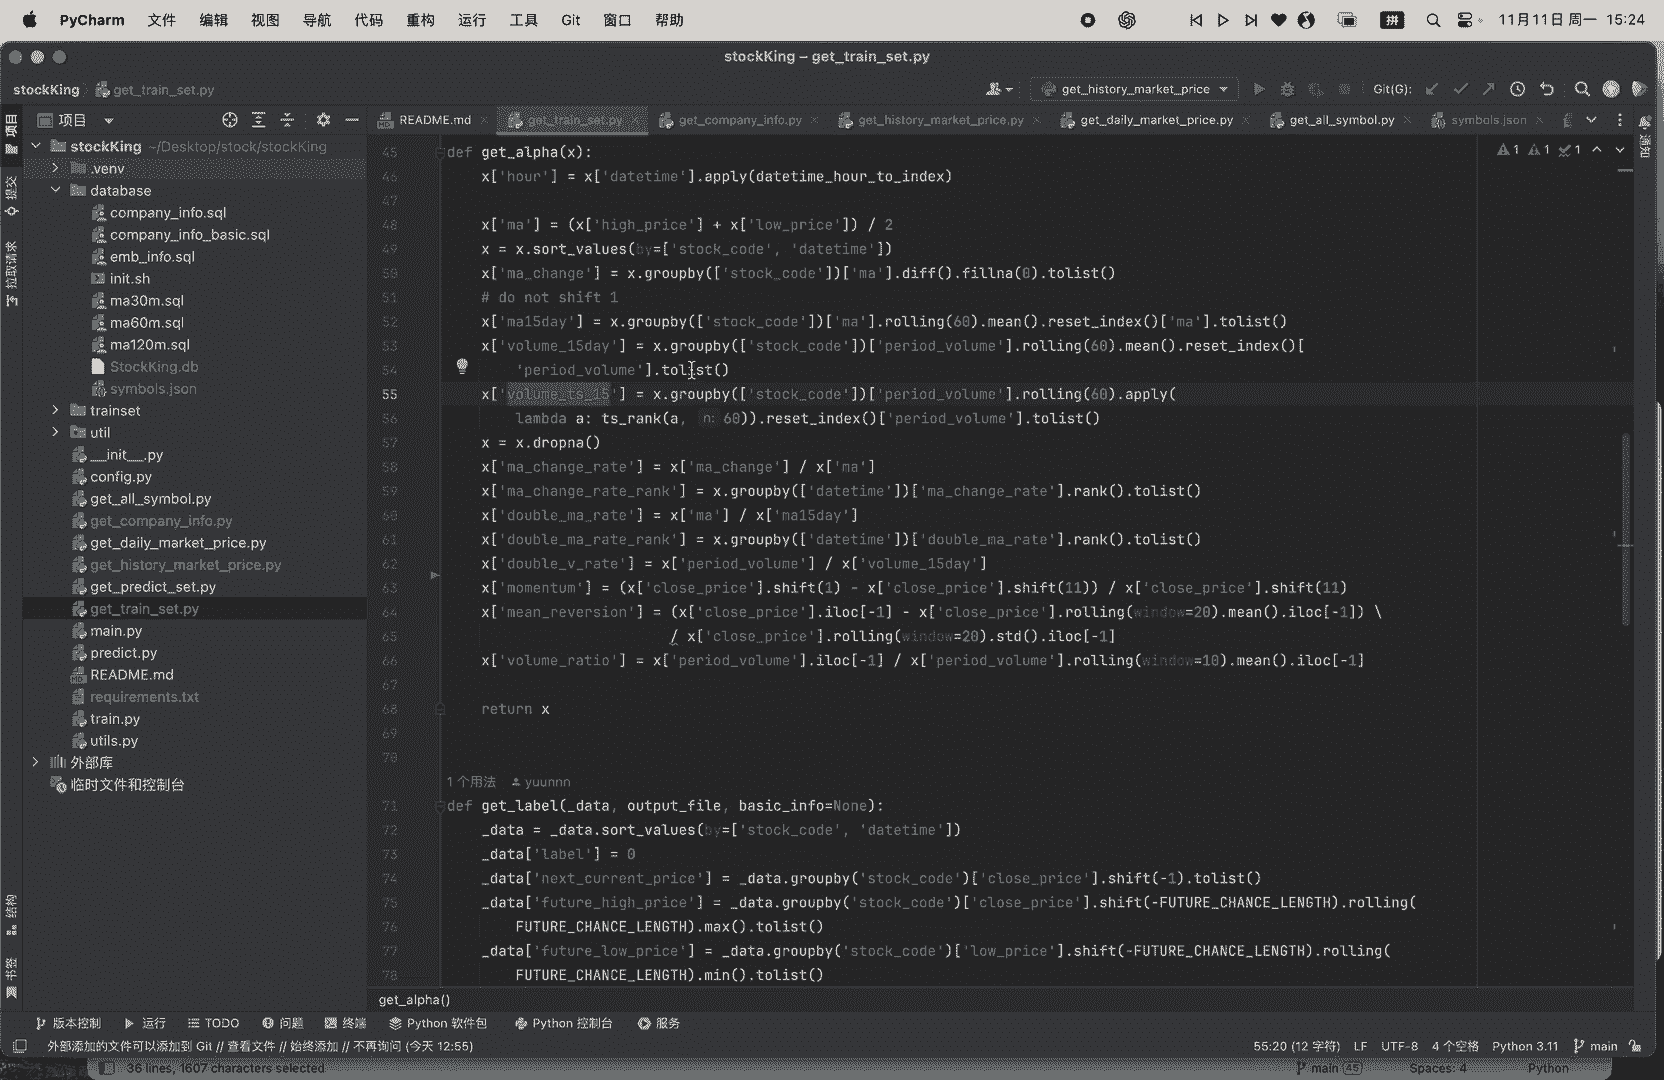 PyCharm 文件 编辑 视图 导航 代码 重构 运行 工具 Git 窗口 帮助 拼 11月11日 周一 15:24
stockKing – get_train_set.py
stockKing get_train_set.py get_history_market_price Git(G):
项目 README.md get_train_set.py get_company_info.py get_history_market_price.py get_daily_market_price.py get_all_symbol.py symbols json
项目
提交
拉取请求
结构
书签
通知
stockKing ~/Desktop/stock/stockKing
.venv
database
company_info.sql
company_info_basic.sql
emb_info.sql
init.sh
ma30m.sql
ma60m.sql
ma120m.sql
StockKing.db
symbols.json
trainset
util
__init__.py
config.py
get_all_symbol.py
get_company_info.py
get_daily_market_price.py
get_history_market_price.py
get_predict_set.py
get_train_set.py
main.py
predict.py
README.md
requirements.txt
train.py
utils.py
外部库
临时文件和控制台
1 1 1
45 def get_alpha(x):
46 x['hour'] = x['datetime'].apply(datetime_hour_to_index)
47
48 x['ma'] = (x['high_price'] + x['low_price']) / 2
49 x = x.sort_values(by=['stock_code', 'datetime'])
50 x['ma_change'] = x.groupby(['stock_code'])['ma'].diff().fillna(0).tolist()
51 # do not shift 1
52 x['ma15day'] = x.groupby(['stock_code'])['ma'].rolling(60).mean().reset_index()['ma'].tolist()
53 x['volume_15day'] = x.groupby(['stock_code'])['period_volume'].rolling(60).mean().reset_index()[
54 'period_volume'].tolist()
55 x['volume_ts_15'] = x.groupby(['stock_code'])['period_volume'].rolling(60).apply(
56 lambda a: ts_rank(a, n: 60)).reset_index()['period_volume'].tolist()
57 x = x.dropna()
58 x['ma_change_rate'] = x['ma_change'] / x['ma']
59 x['ma_change_rate_rank'] = x.groupby(['datetime'])['ma_change_rate'].rank().tolist()
60 x['double_ma_rate'] = x['ma'] / x['ma15day']
61 x['double_ma_rate_rank'] = x.groupby(['datetime'])['double_ma_rate'].rank().tolist()
62 x['double_v_rate'] = x['period_volume'] / x['volume_15day']
63 x['momentum'] = (x['close_price'].shift(1) - x['close_price'].shift(11)) / x['close_price'].shift(11)
64 x['mean_reversion'] = (x['close_price'].iloc[-1] - x['close_price'].rolling(window=20).mean().iloc[-1]) \
65 / x['close_price'].rolling(window=20).std().iloc[-1]
66 x['volume_ratio'] = x['period_volume'].iloc[-1] / x['period_volume'].rolling(window=10).mean().iloc[-1]
67
68 return x
69
70
1 个用法 yuunnn
71 def get_label(_data, output_file, basic_info=None):
72 _data = _data.sort_values(by=['stock_code', 'datetime'])
73 _data['label'] = 0
74 _data['next_current_price'] = _data.groupby('stock_code')['close_price'].shift(-1).tolist()
75 _data['future_high_price'] = _data.groupby('stock_code')['close_price'].shift(-FUTURE_CHANCE_LENGTH).rolling(
76 FUTURE_CHANCE_LENGTH).max().tolist()
77 _data['future_low_price'] = _data.groupby('stock_code')['low_price'].shift(-FUTURE_CHANCE_LENGTH).rolling(
78 FUTURE_CHANCE_LENGTH).min().tolist()
get_alpha()
版本控制 运行 TODO 问题 终端 Python 软件包 Python 控制台 服务
外部添加的文件可以添加到 Git // 查看文件 // 始终添加 // 不再询问 (今天 12:55) 55:20 (12 字符) LF UTF-8 4 个空格 Python 3.11 main
36 lines, 1607 characters selected main 45 Spaces: 4 Python